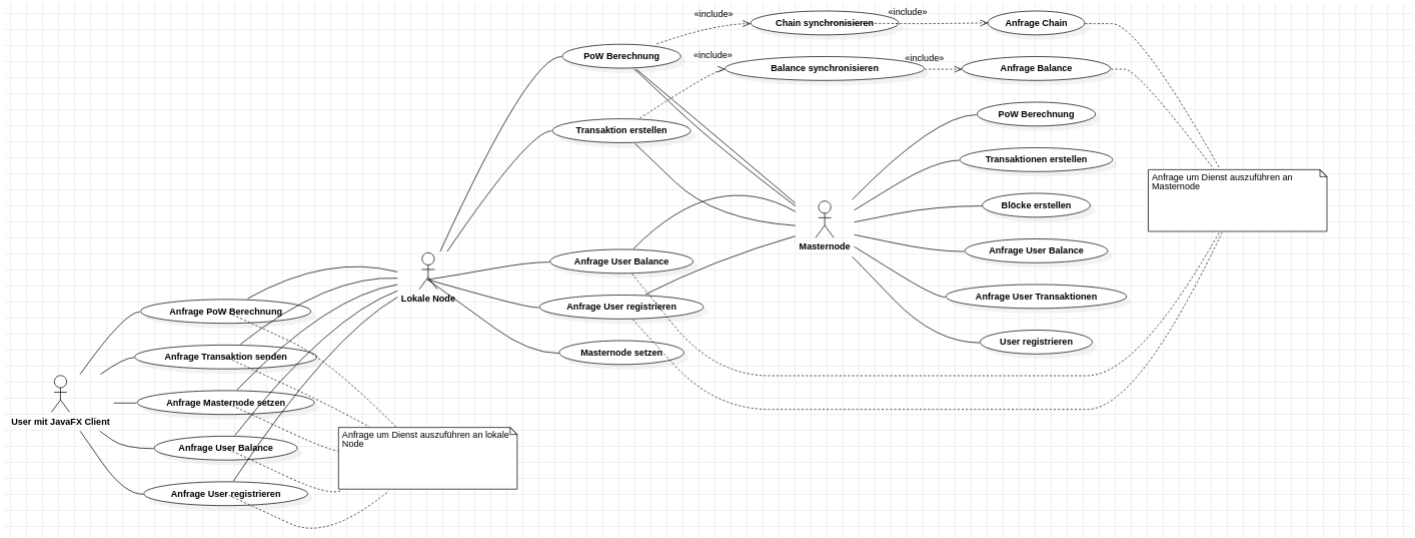 «include»
Chain synchronisieren
«include»
Anfrage Chain
PoW Berechnung
«include»
Balance synchronisieren
«include»
Anfrage Balance
PoW Berechnung
Transaktion erstellen
Transaktionen erstellen
Anfrage um Dienst auszuführen an
Masternode
Blöcke erstellen
Masternode
Anfrage User Balance
Anfrage User Balance
Lokale Node
Anfrage User Transaktionen
Anfrage User registrieren
Anfrage PoW Berechnung
User registrieren
Masternode setzen
Anfrage Transaktion senden
Anfrage Masternode setzen
User mit JavaFX Client
Anfrage um Dienst auszuführen an lokale
Node
Anfrage User Balance
Anfrage User registrieren